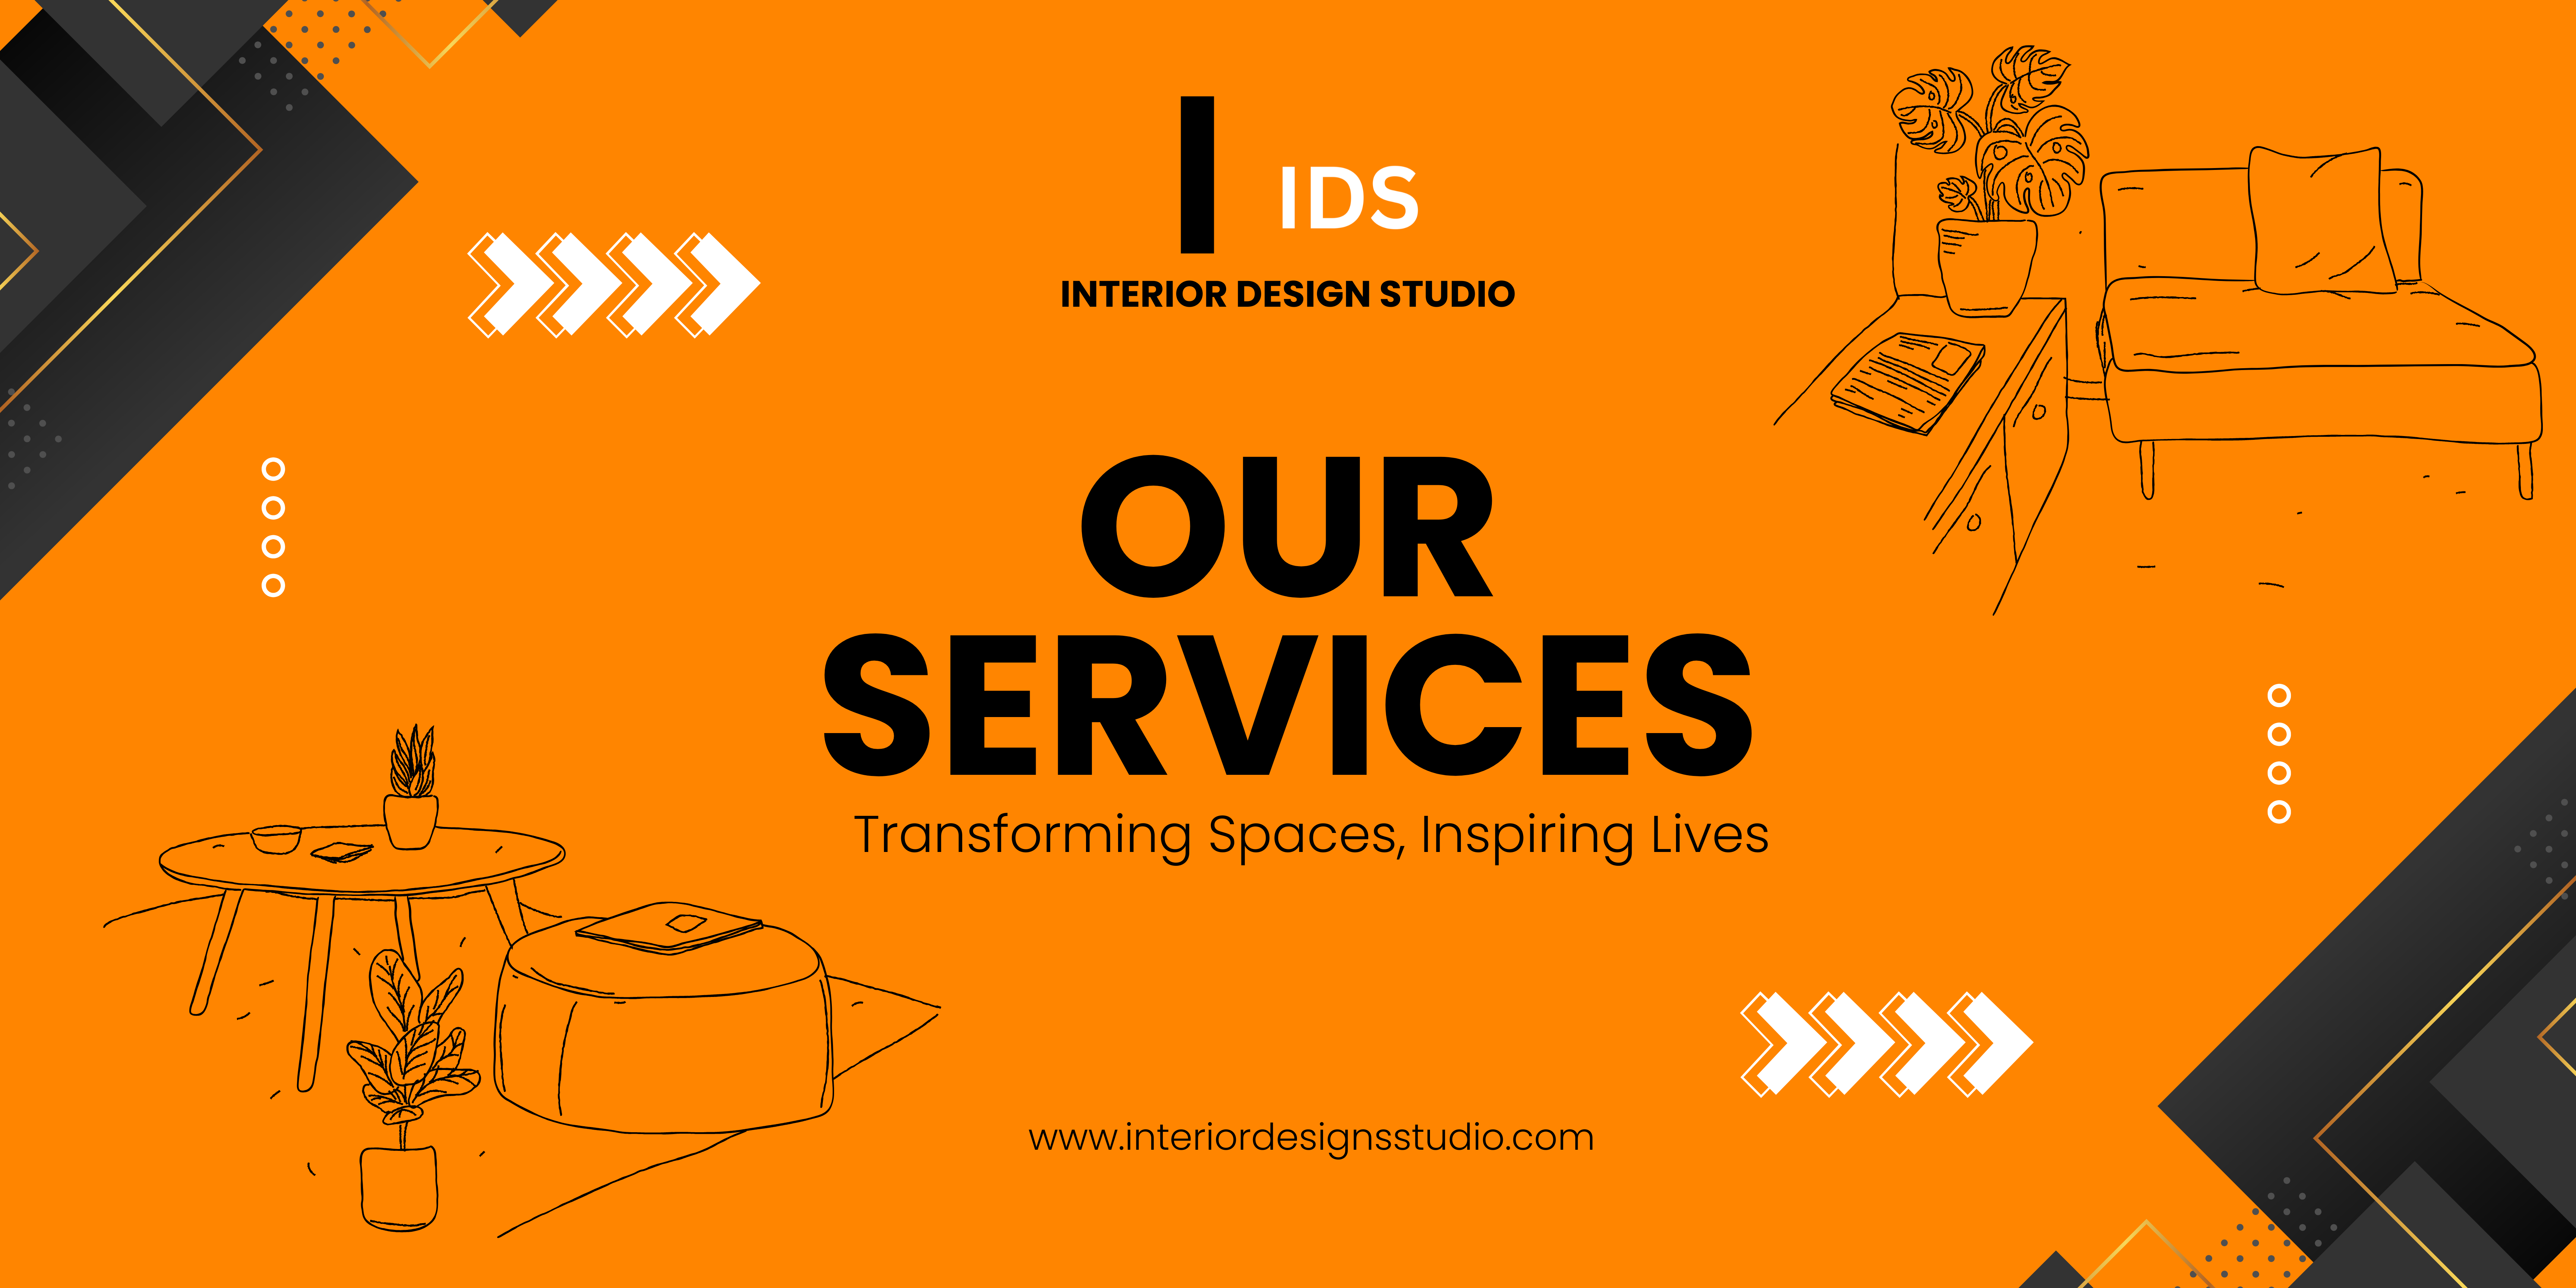 I IDS
INTERIOR DESIGN STUDIO
OUR
SERVICES
Transforming Spaces, Inspiring Lives
www.interiordesignsstudio.com